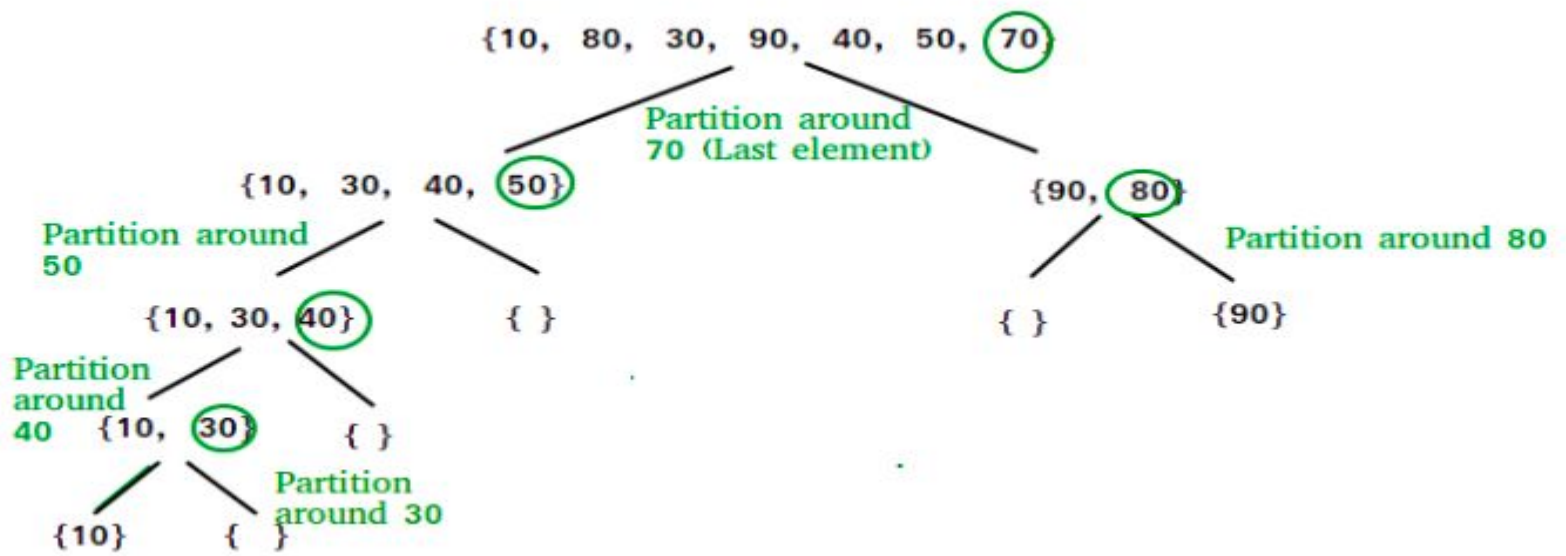 {10, 80, 30, 90, 40, 50, 70}
Partition around
70 (Last element)
{10, 30, 40, 50}
{90, 80}
Partition around
50
Partition around 80
{10, 30, 40}
{ }
{ }
{90}
Partition
around
40
{10, 30}
{ }
Partition
around 30
{10}
{ }